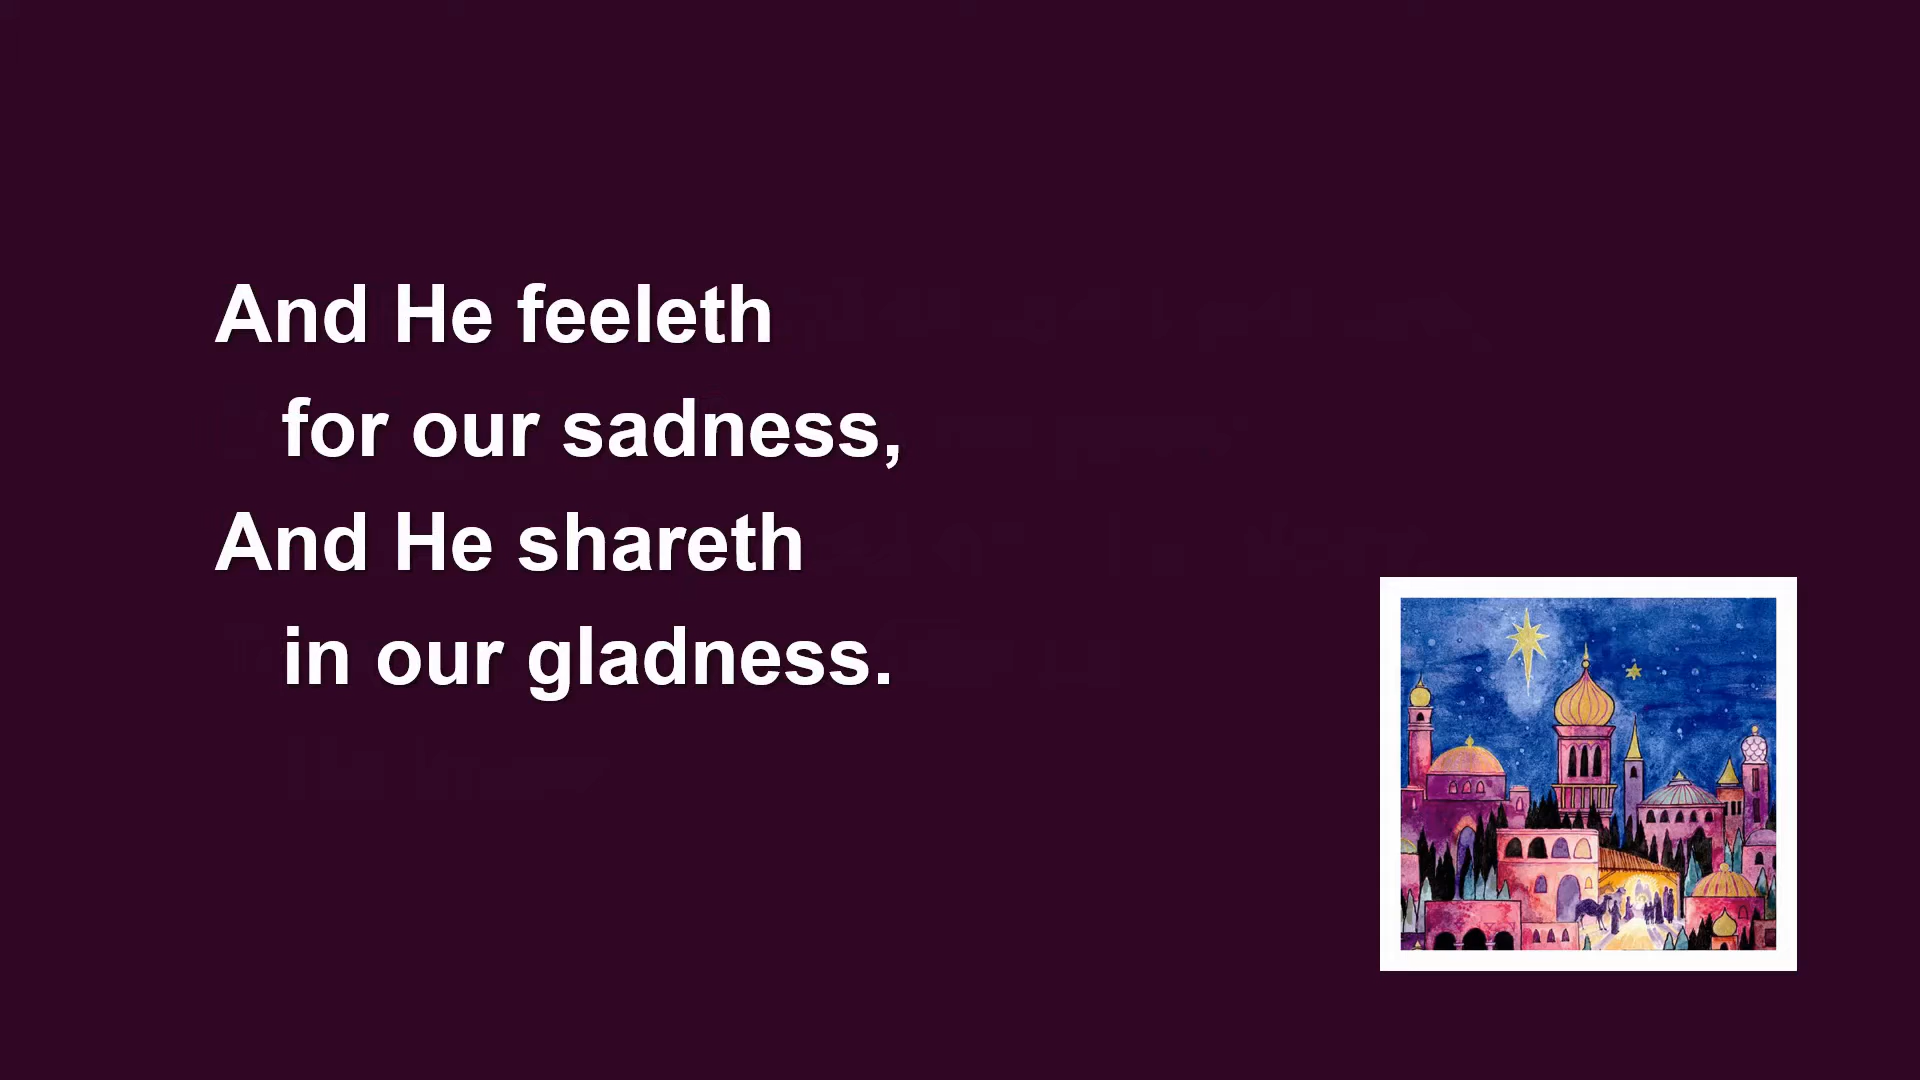 And He feeleth
for our sadness,
And He shareth
in our gladness.